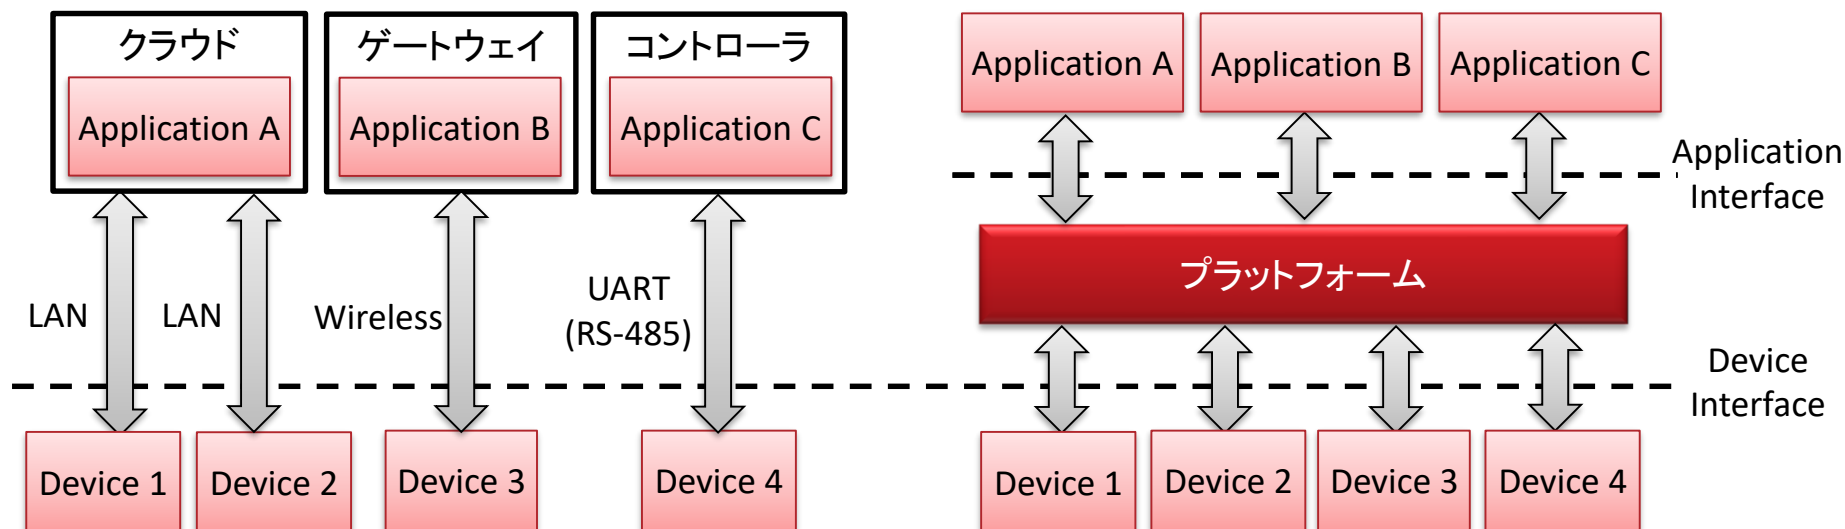 クラウド
Application A
ゲートウェイ
Application B
コントローラ
Application C
LAN
LAN
Wireless
UART
(RS-485)
Device 1
Device 2
Device 3
Device 4
Application A
Application B
Application C
Application
Interface
プラットフォーム
Device
Interface
Device 1
Device 2
Device 3
Device 4